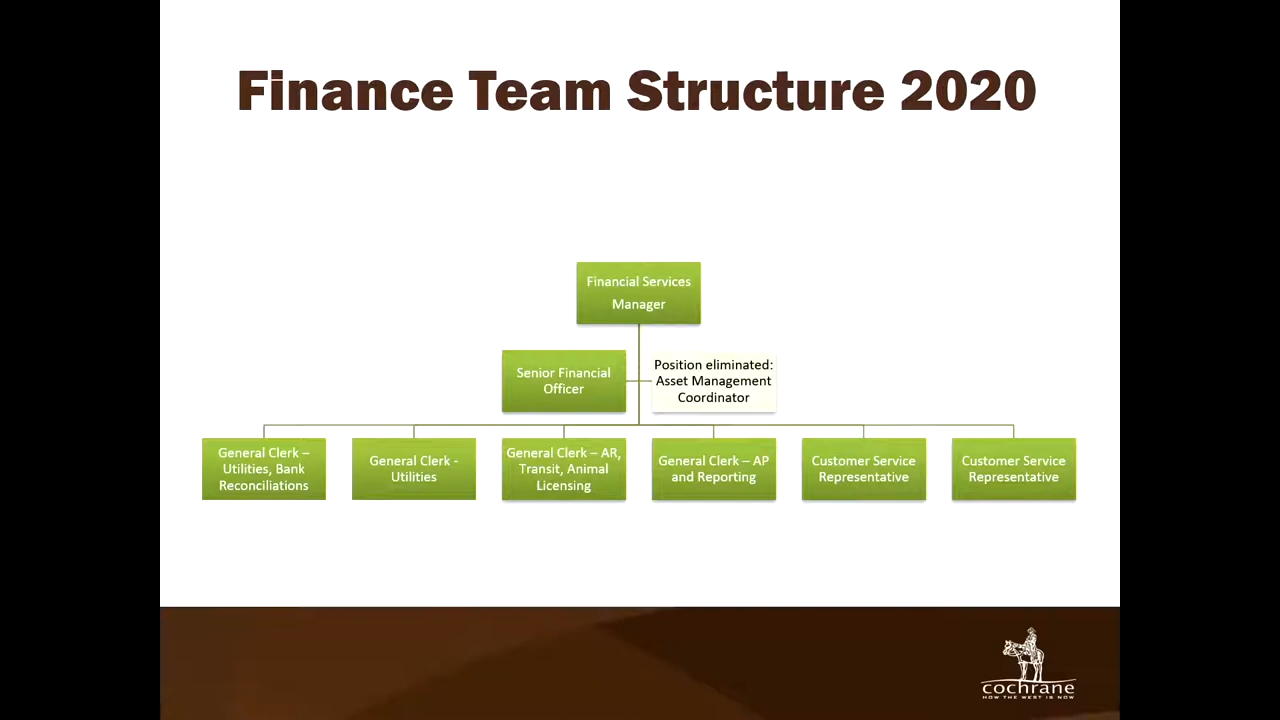 Finance Team Structure 2020
Financial Services
Manager
Senior Financial
Officer
Position eliminated:
Asset Management
Coordinator
General Clerk –
Utilities, Bank
Reconciliations
General Clerk -
Utilities
General Clerk – AR,
Transit, Animal
Licensing
General Clerk – AP
and Reporting
Customer Service
Representative
Customer Service
Representative
cochrane
HOW THE WEST IS NOW